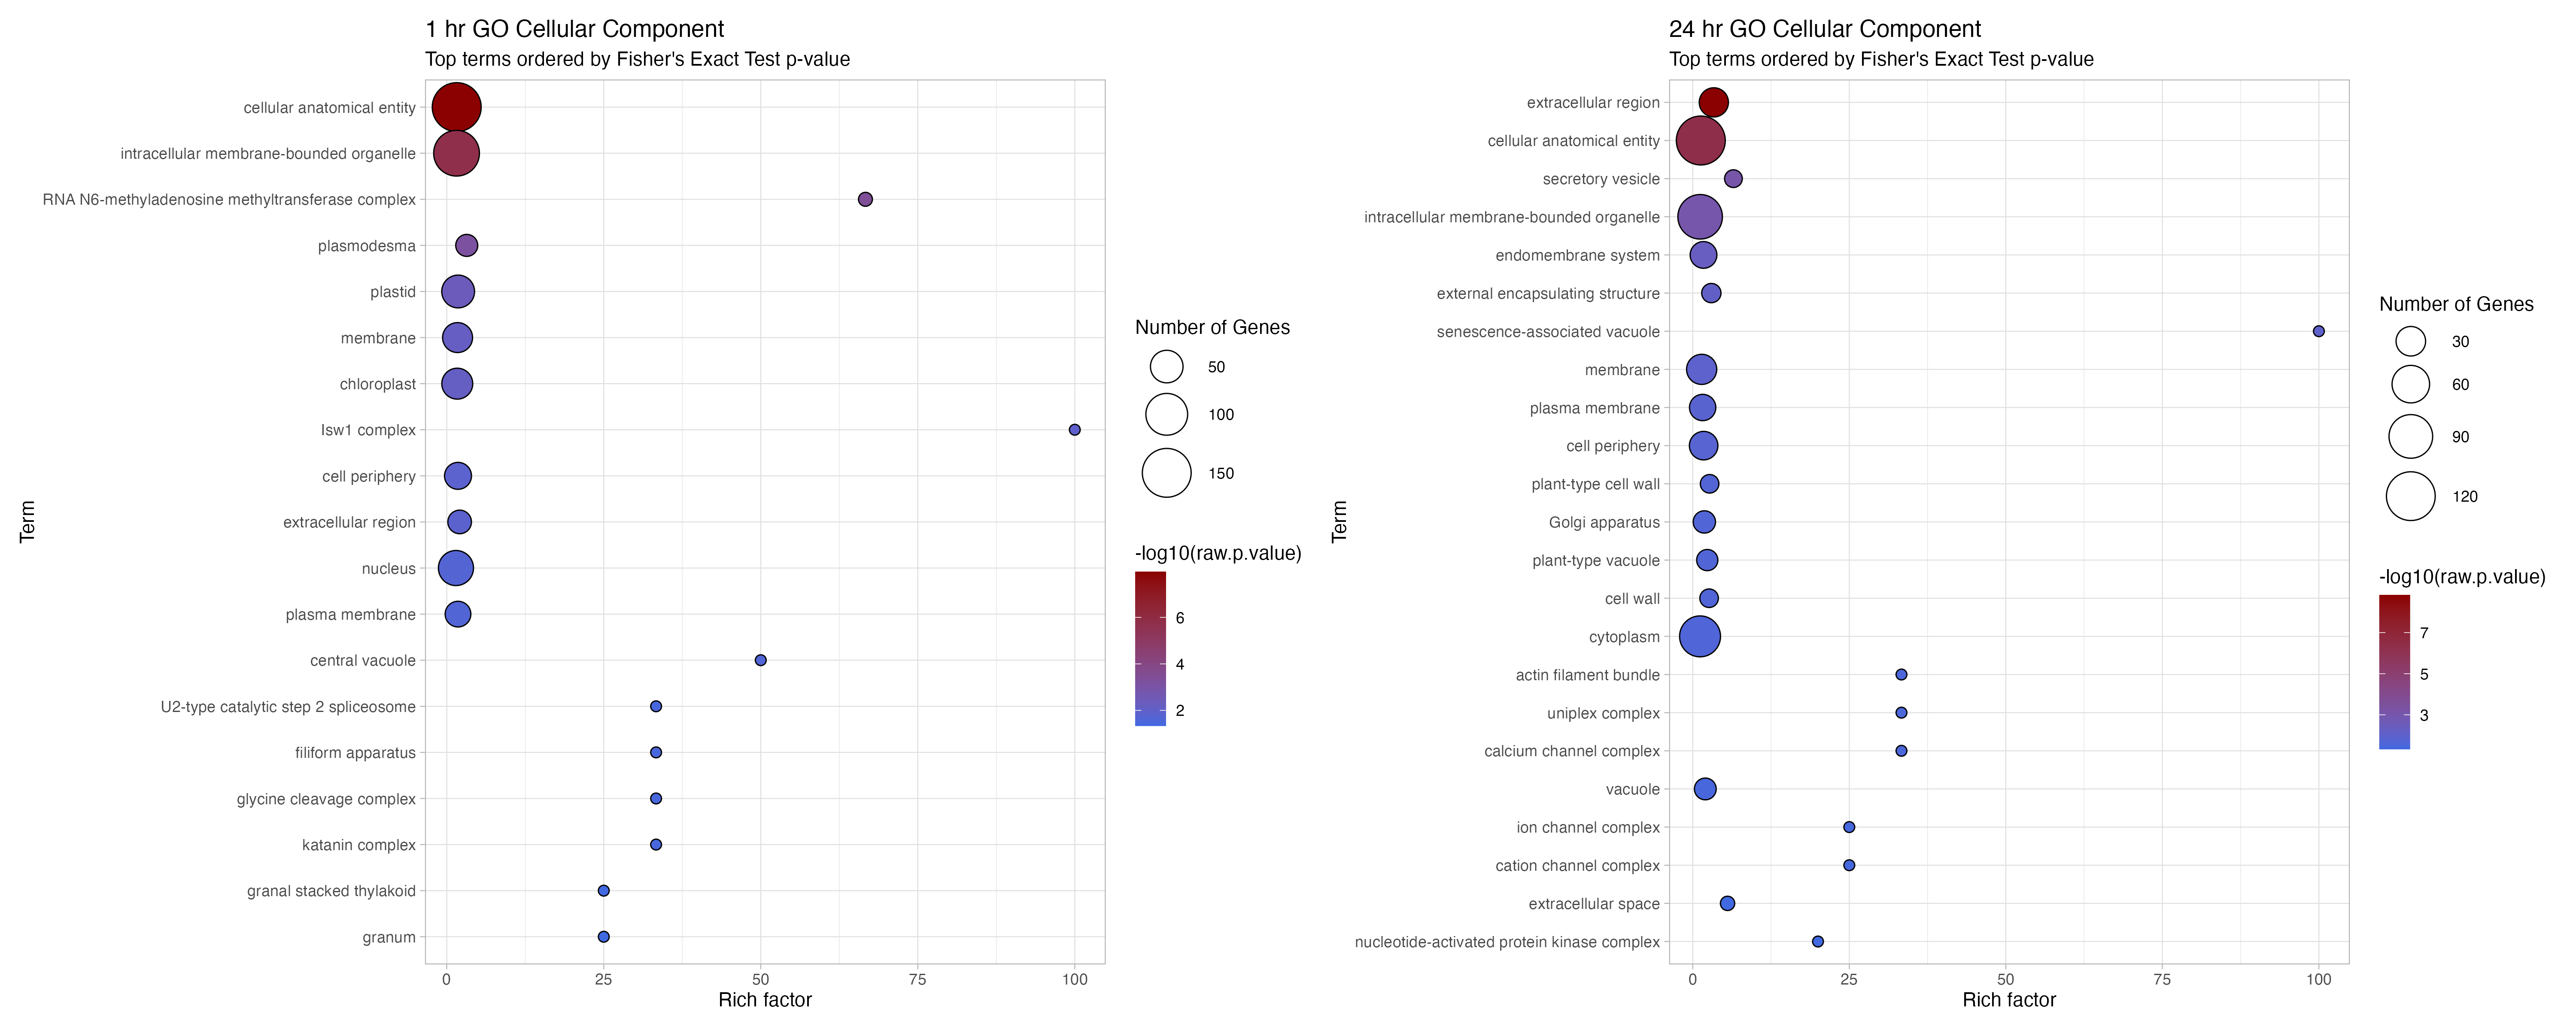 1 hr GO Cellular Component
Top terms ordered by Fisher's Exact Test p-value
Term
cellular anatomical entity
intracellular membrane-bounded organelle
RNA N6-methyladenosine methyltransferase complex
plasmodesma
plastid
membrane
chloroplast
Isw1 complex
cell periphery
extracellular region
nucleus
plasma membrane
central vacuole
U2-type catalytic step 2 spliceosome
filiform apparatus
glycine cleavage complex
katanin complex
granal stacked thylakoid
granum
0 25 50 75 100
Rich factor
Number of Genes
50
100
150
-log10(raw.p.value)
6
4
2
24 hr GO Cellular Component
Top terms ordered by Fisher's Exact Test p-value
Term
extracellular region
cellular anatomical entity
secretory vesicle
intracellular membrane-bounded organelle
endomembrane system
external encapsulating structure
senescence-associated vacuole
membrane
plasma membrane
cell periphery
plant-type cell wall
Golgi apparatus
plant-type vacuole
cell wall
cytoplasm
actin filament bundle
uniplex complex
calcium channel complex
vacuole
ion channel complex
cation channel complex
extracellular space
nucleotide-activated protein kinase complex
0 25 50 75 100
Rich factor
Number of Genes
30
60
90
120
-log10(raw.p.value)
7
5
3